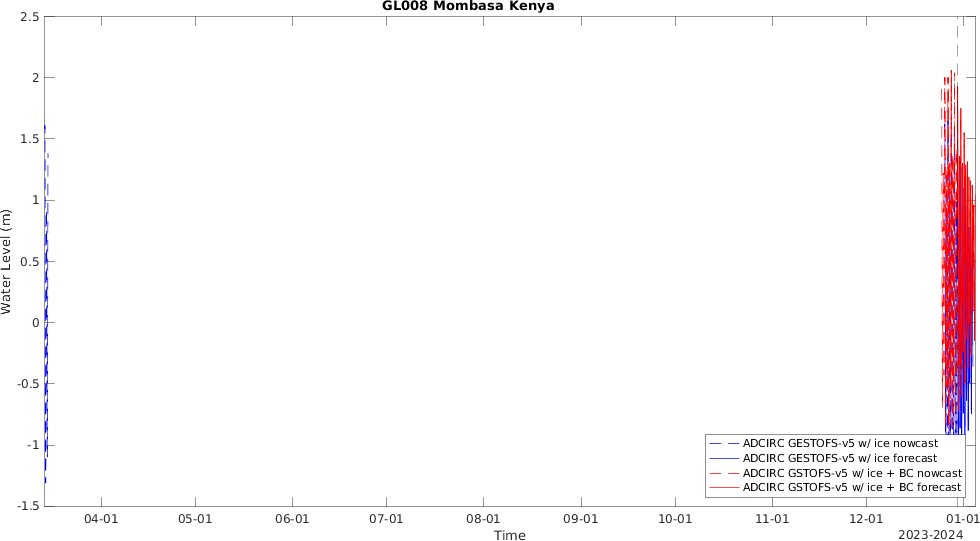 GL008 Mombasa Kenya
2.5
2
1.5
1
0.5
0
-0.5
-1
-1.5
Water Level (m)
ADCIRC GESTOFS-v5 w/ ice nowcast
ADCIRC GESTOFS-v5 w/ ice forecast
ADCIRC GSTOFS-v5 w/ ice + BC nowcast
ADCIRC GSTOFS-v5 w/ ice + BC forecast
04-01 05-01 06-01 07-01 08-01 09-01 10-01 11-01 12-01 01-01
Time
2023-2024